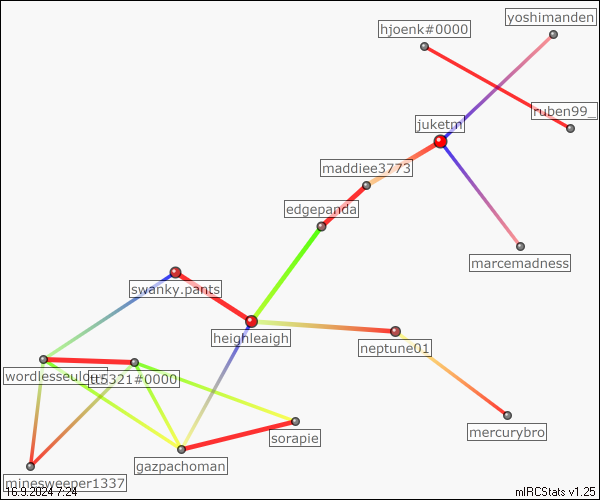 yoshimanden
hjoenk#0000
ruben99_
juketm
maddiee3773
edgepanda
marcemadness
swanky.pants
heighleaigh
neptune01
tt5321#0000
mercurybro
sorapie
gazpachoman
minesweeper1337
16.9.2024 7:24
mIRCStats v1.25